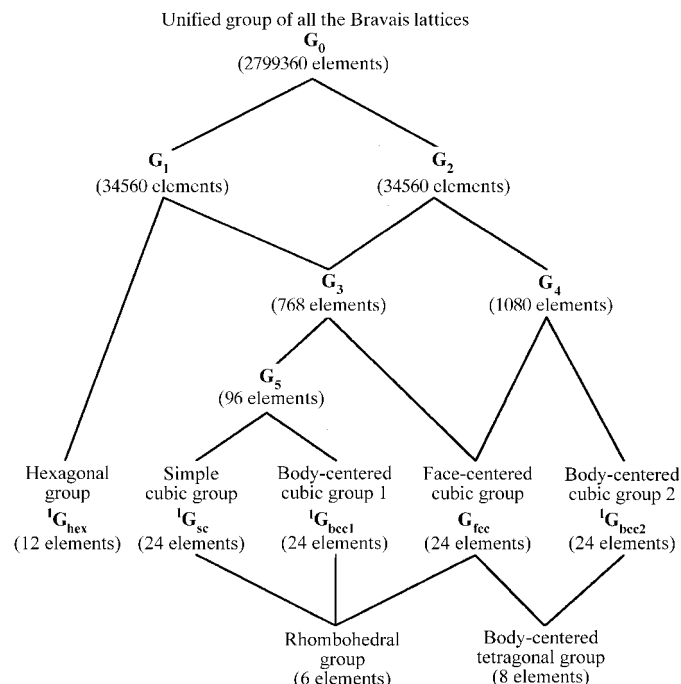 Unified group of all the Bravais lattices
G0
(2799360 elements)
G1
(34560 elements)
G2
(34560 elements)
G3
(768 elements)
G4
(1080 elements)
G5
(96 elements)
Hexagonal
group
1Ghex
(12 elements)
Simple
cubic group
1Gsc
(24 elements)
Body-centered
cubic group 1
1Gbcc1
(24 elements)
Face-centered
cubic group
Gfcc
(24 elements)
Body-centered
cubic group 2
1Gbcc2
(24 elements)
Rhombohedral
group
(6 elements)
Body-centered
tetragonal group
(8 elements)